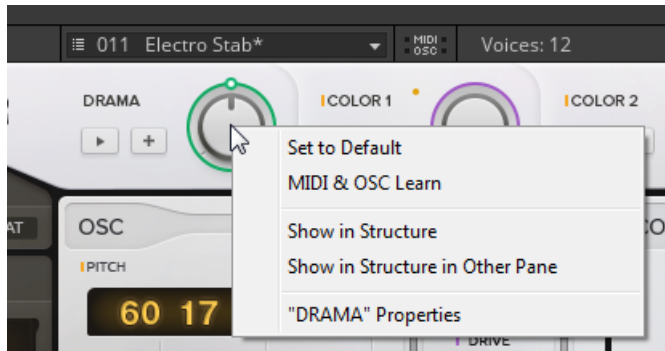 011 Electro Stab*
MIDI
OSC
Voices: 12
DRAMA
COLOR 1
COLOR 2
Set to Default
MIDI & OSC Learn
AT
OSC
Show in Structure
PITCH
Show in Structure in Other Pane
60 17
"DRAMA" Properties
DRIVE